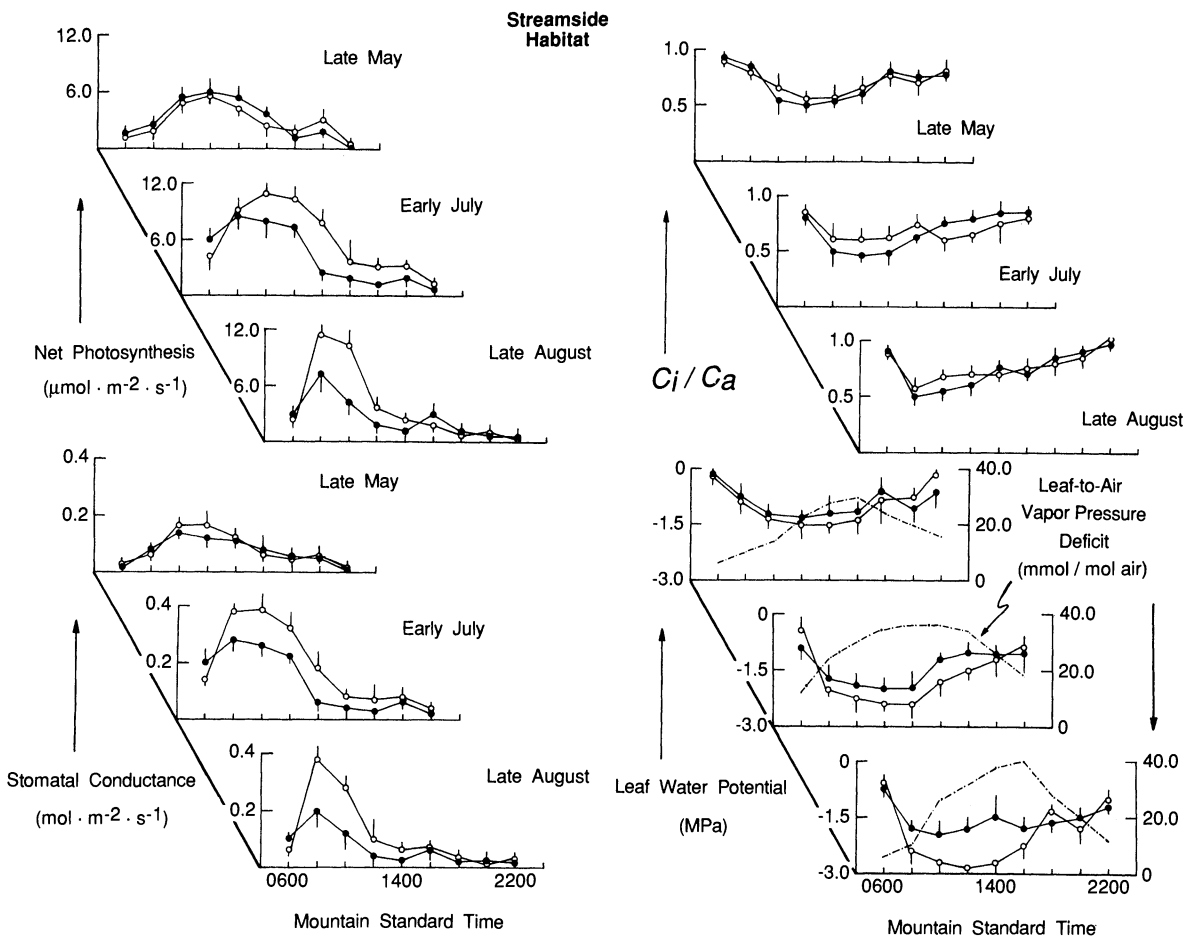 Streamside
Habitat
12.0
6.0
Late May
12.0
6.0
Early July
12.0
6.0
Late August
Net Photosynthesis
(μmol · m-2 · s-1)
0.4
0.2
Late May
0.4
0.2
Early July
0.4
0.2
Late August
Stomatal Conductance
(mol · m-2 · s-1)
0600 1400 2200
Mountain Standard Time
1.0
0.5
Late May
1.0
0.5
Early July
1.0
0.5
Late August
Ci / Ca
0
-1.5
-3.0
40.0
20.0
0
Leaf-to-Air
Vapor Pressure
Deficit
(mmol / mol air)
0
-1.5
-3.0
40.0
20.0
0
0
-1.5
-3.0
40.0
20.0
0
Leaf Water Potential
(MPa)
0600 1400 2200
Mountain Standard Time